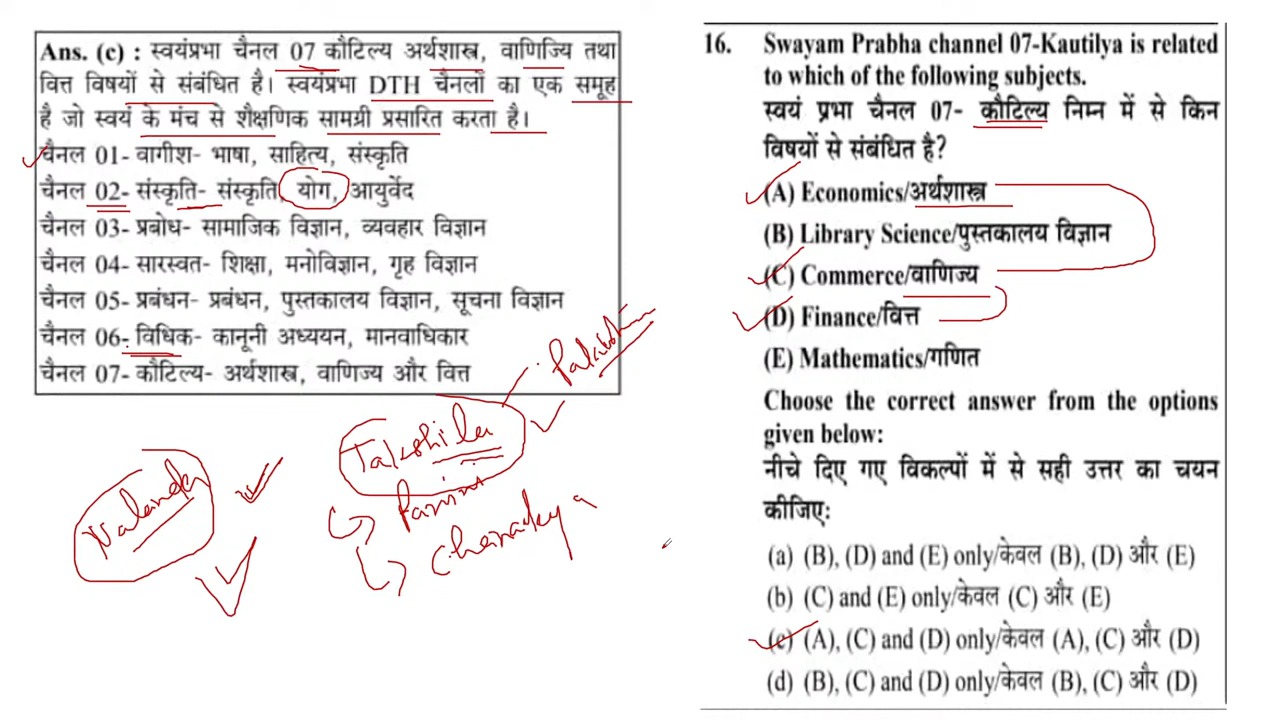 Ans. (c) : स्वयंप्रभा चैनल 07 कौटिल्य अर्थशास्त्र, वाणिज्यि तथा
वित्त विषयों से संबंधित है। स्वयंप्रभा DTH चैनलों का एक समूह
है जो स्वयं के मंच से शैक्षणिक सामग्री प्रसारित करता है।
चैनल 01- वागीश- भाषा, साहित्य, संस्कृति
चैनल 02- संस्कृति- संस्कृति, योग, आयुर्वेद
चैनल 03- प्रबोध- सामाजिक विज्ञान, व्यवहार विज्ञान
चैनल 04- सारस्वत- शिक्षा, मनोविज्ञान, गृह विज्ञान
चैनल 05- प्रबंधन- प्रबंधन, पुस्तकालय विज्ञान, सूचना विज्ञान
चैनल 06- विधिक- कानूनी अध्ययन, मानवाधिकार
चैनल 07- कौटिल्य- अर्थशास्त्र, वाणिज्य और वित्त
Takshila
Nalanda
Panini
Chanakya
16. Swayam Prabha channel 07-Kautilya is related
to which of the following subjects.
स्वयं प्रभा चैनल 07- कौटिल्य निम्न में से किन
विषयों से संबंधित है?
(A) Economics/अर्थशास्त्र
(B) Library Science/पुस्तकालय विज्ञान
(C) Commerce/वाणिज्य
(D) Finance/वित्त
(E) Mathematics/गणित
Choose the correct answer from the options
given below:
नीचे दिए गए विकल्पों में से सही उत्तर का चयन
कीजिए:
(a) (B), (D) and (E) only/केवल (B), (D) और (E)
(b) (C) and (E) only/केवल (C) और (E)
(c) (A), (C) and (D) only/केवल (A), (C) और (D)
(d) (B), (C) and (D) only/केवल (B), (C) और (D)